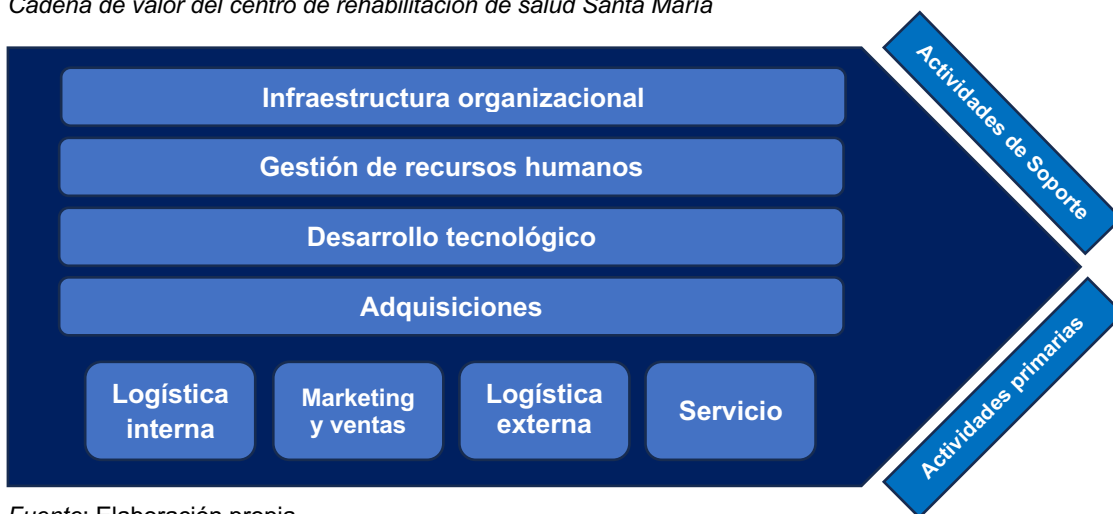 Cadena de valor del centro de rehabilitación de salud Santa María
Infraestructura organizacional
Gestión de recursos humanos
Desarrollo tecnológico
Adquisiciones
Logística
interna
Marketing
y ventas
Logística
externa
Servicio
Actividades de Soporte
Actividades primarias
Fuente: Elaboración propia